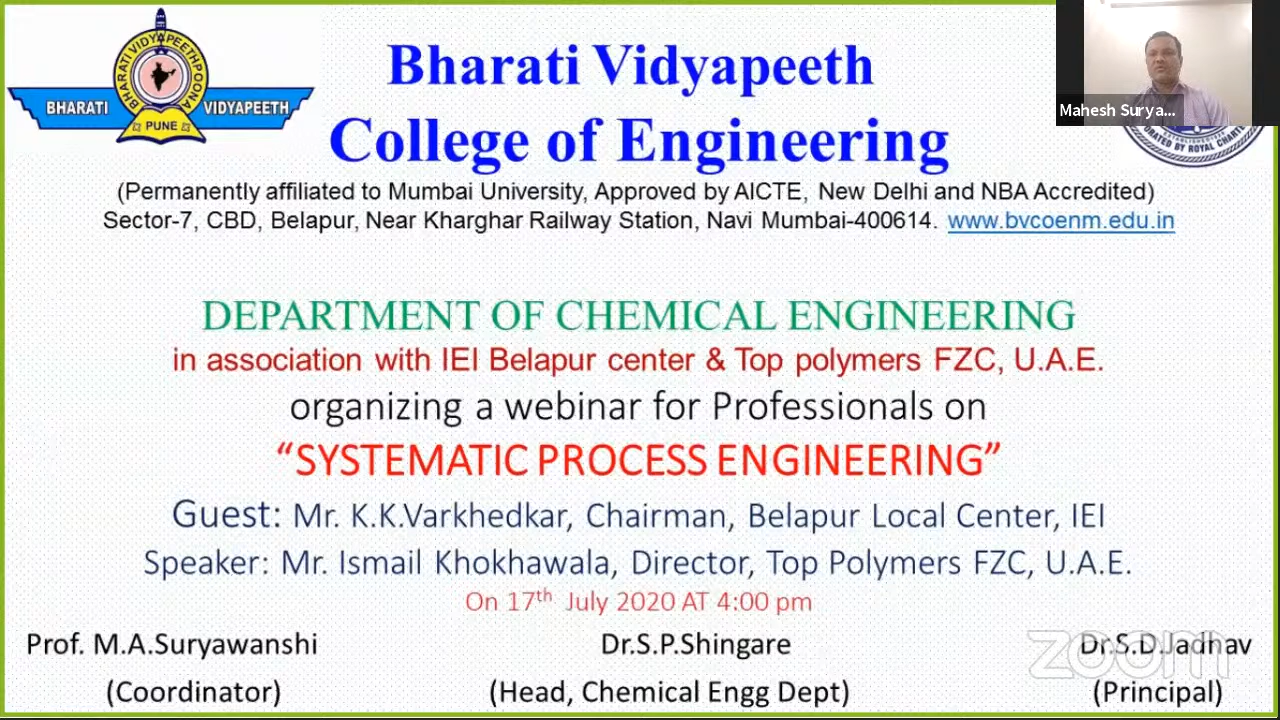 BHARATI VIDYAPEETH POONA
BHARATI VIDYAPEETH
PUNE
Bharati Vidyapeeth
College of Engineering
Mahesh Surya...
ORATED BY ROYAL CHARTE
(Permanently affiliated to Mumbai University, Approved by AICTE, New Delhi and NBA Accredited)
Sector-7, CBD, Belapur, Near Kharghar Railway Station, Navi Mumbai-400614. www.bvcoenm.edu.in
DEPARTMENT OF CHEMICAL ENGINEERING
in association with IEI Belapur center & Top polymers FZC, U.A.E.
organizing a webinar for Professionals on
“SYSTEMATIC PROCESS ENGINEERING”
Guest: Mr. K.K.Varkhedkar, Chairman, Belapur Local Center, IEI
Speaker: Mr. Ismail Khokhawala, Director, Top Polymers FZC, U.A.E.
On 17th July 2020 AT 4:00 pm
Prof. M.A.Suryawanshi Dr.S.P.Shingare Dr.S.D.Jadhav
zoom
(Coordinator) (Head, Chemical Engg Dept) (Principal)